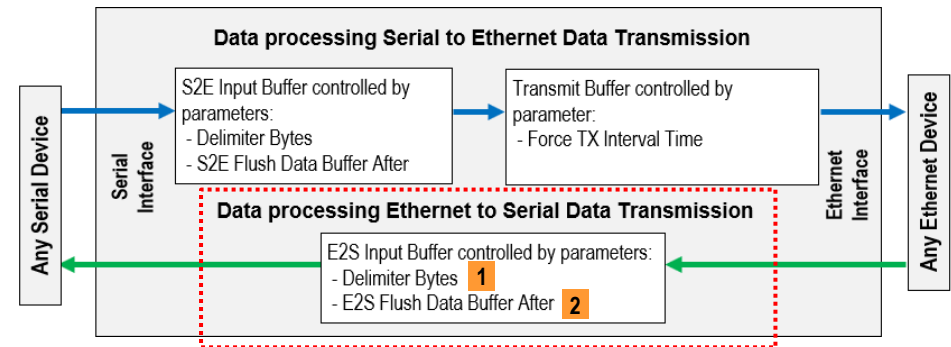 Data processing Serial to Ethernet Data Transmission
Any Serial Device
Serial
Interface
S2E Input Buffer controlled by
parameters:
- Delimiter Bytes
- S2E Flush Data Buffer After
Transmit Buffer controlled by
parameter:
- Force TX Interval Time
Ethernet
Interface
Any Ethernet Device
Data processing Ethernet to Serial Data Transmission
E2S Input Buffer controlled by parameters:
- Delimiter Bytes 1
- E2S Flush Data Buffer After 2